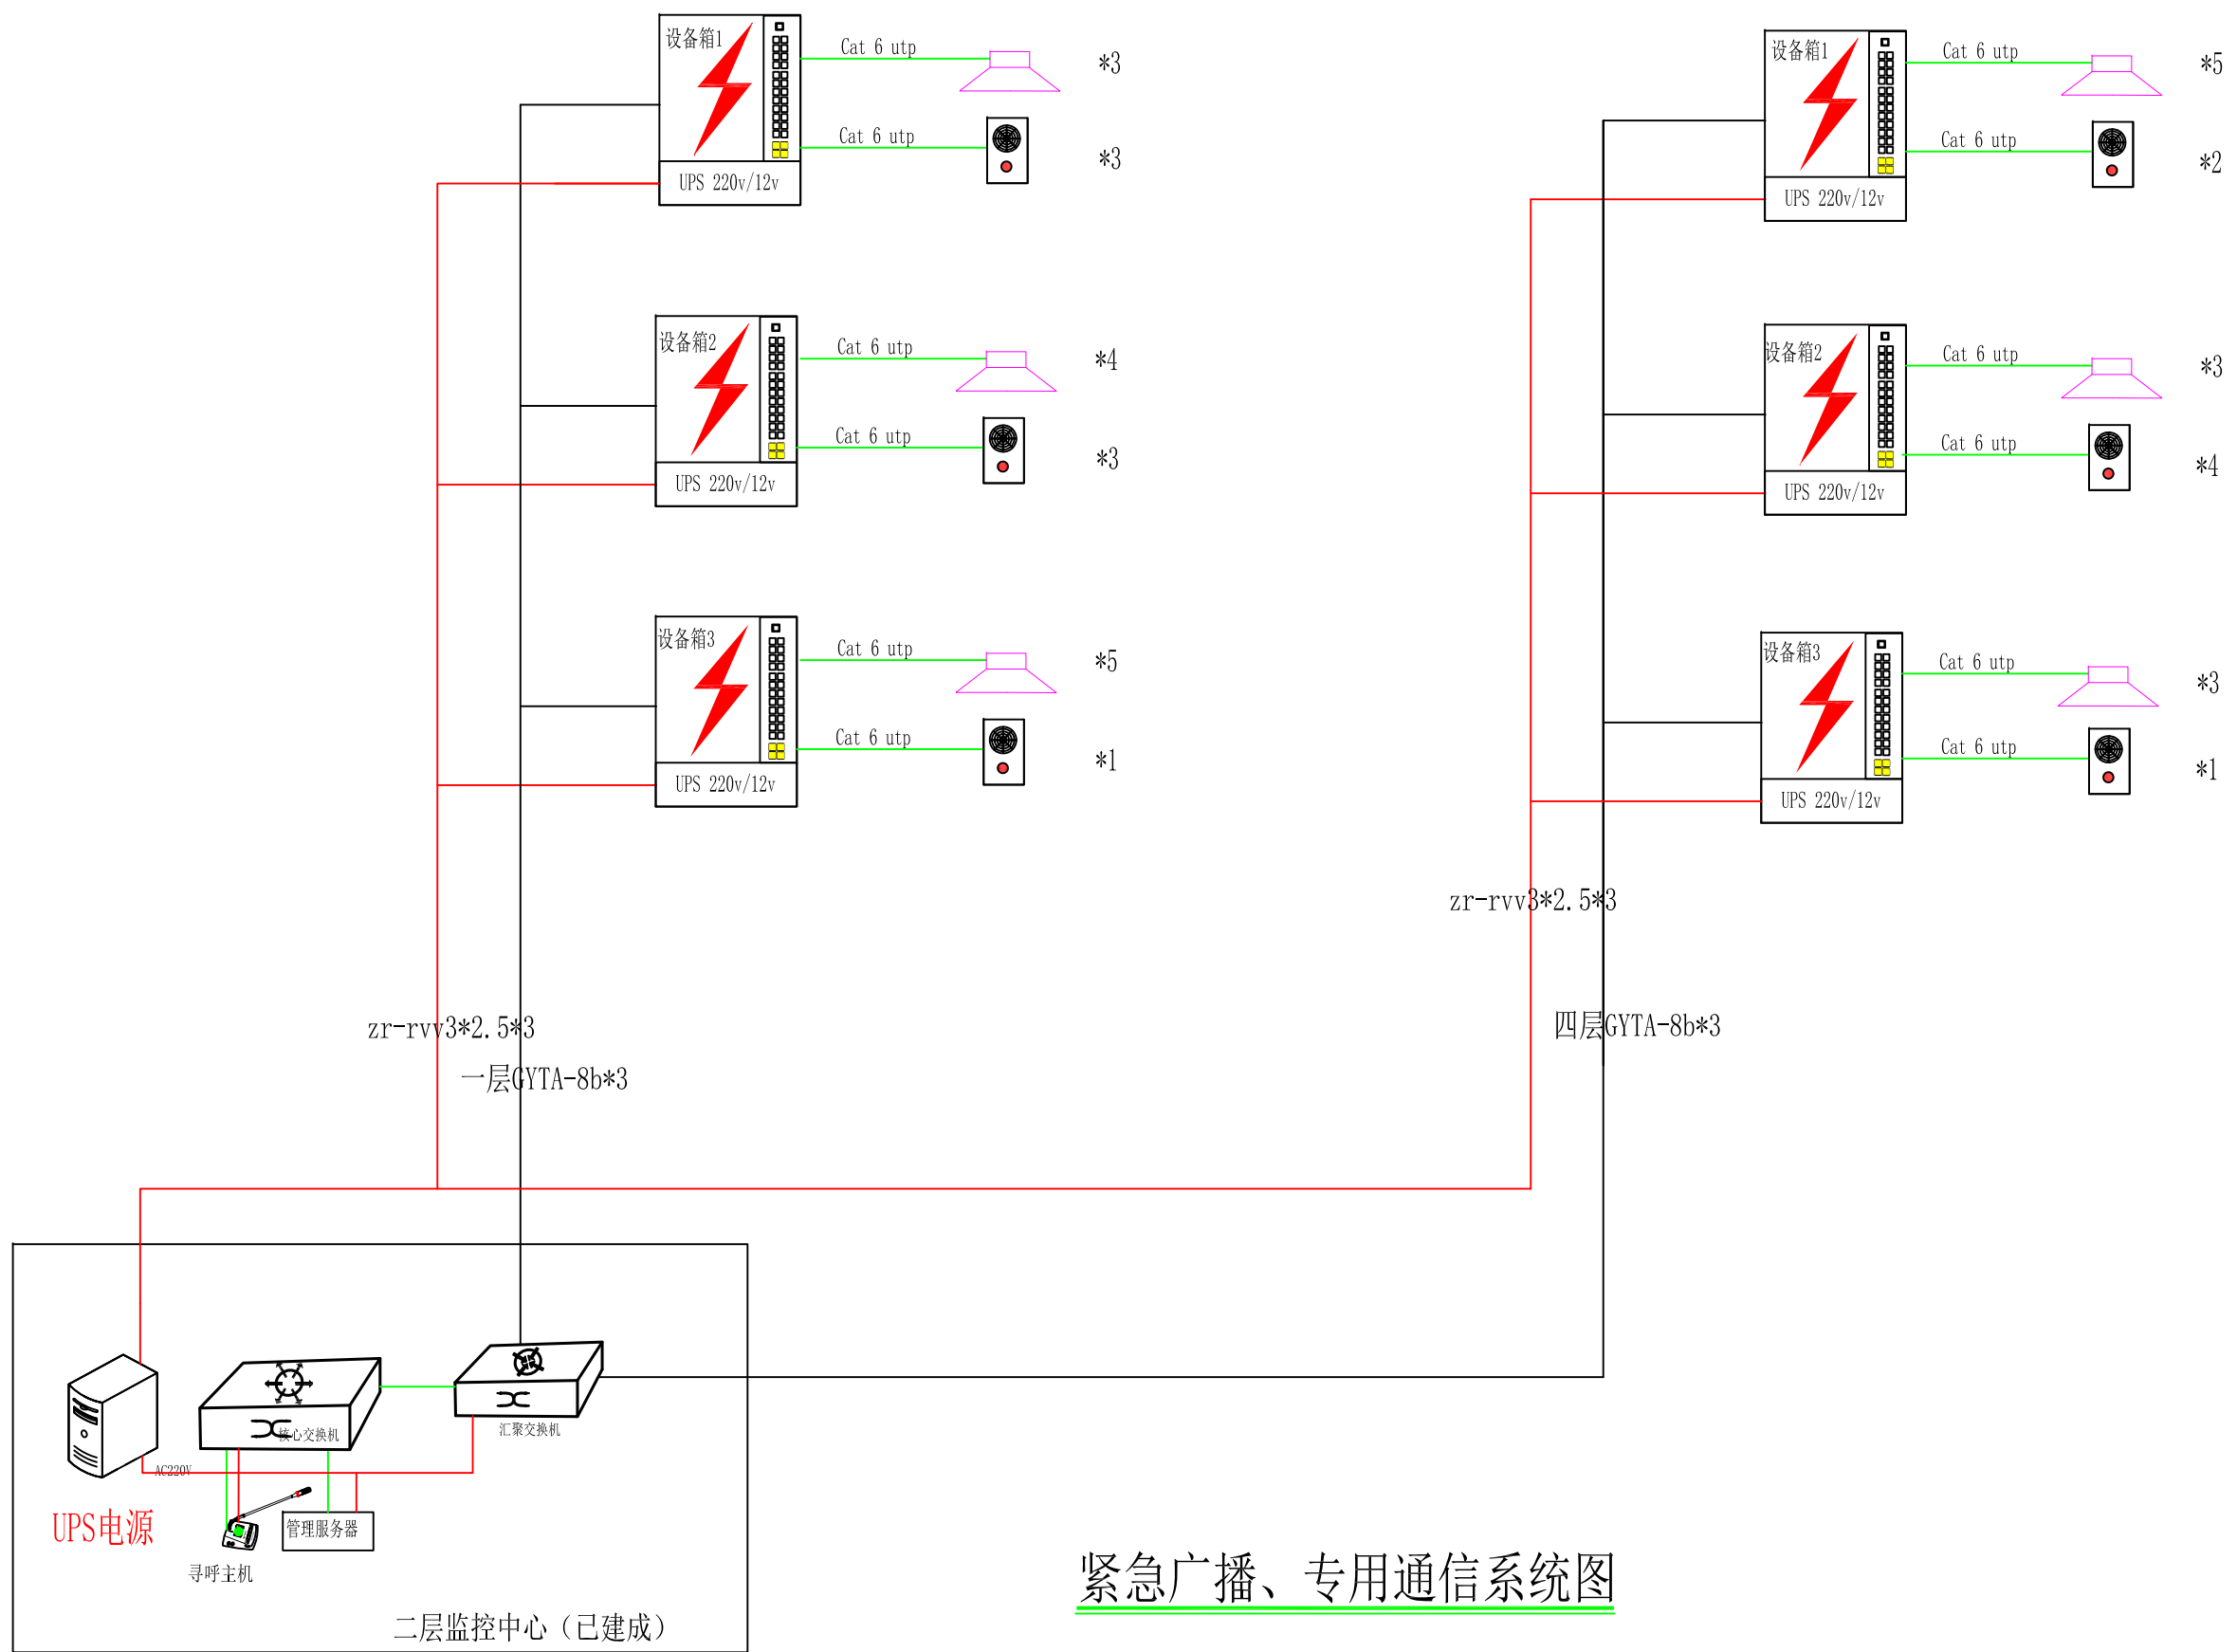 设备箱1
Cat 6 utp
*3
Cat 6 utp
*3
UPS 220v/12v
设备箱2
Cat 6 utp
*4
Cat 6 utp
*3
UPS 220v/12v
设备箱3
Cat 6 utp
*5
Cat 6 utp
*1
UPS 220v/12v
zr-rvv3*2.5*3
一层GYTA-8b*3
设备箱1
Cat 6 utp
*5
Cat 6 utp
*2
UPS 220v/12v
设备箱2
Cat 6 utp
*3
Cat 6 utp
*4
UPS 220v/12v
设备箱3
Cat 6 utp
*3
Cat 6 utp
*1
UPS 220v/12v
zr-rvv3*2.5*3
四层GYTA-8b*3
核心交换机
汇聚交换机
AC220V
UPS电源
管理服务器
寻呼主机
二层监控中心（已建成）
紧急广播、专用通信系统图